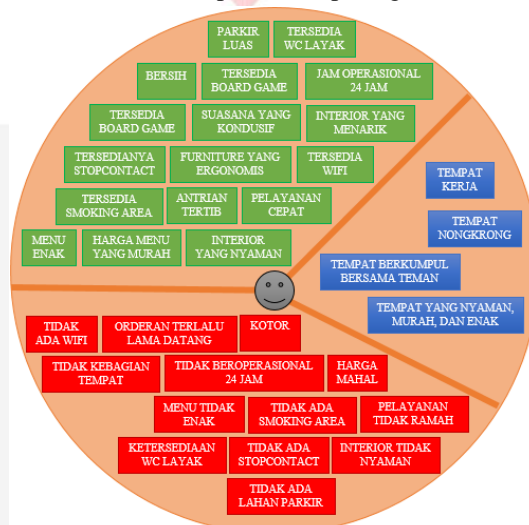 PARKIR
LUAS
TERSEDIA
WC LAYAK
BERSIH
TERSEDIA
BOARD GAME
JAM OPERASIONAL
24 JAM
TERSEDIA
BOARD GAME
SUASANA YANG
KONDUSIF
INTERIOR YANG
MENARIK
TERSEDIANYA
STOPCONTACT
FURNITURE YANG
ERGONOMIS
TERSEDIA
WIFI
TERSEDIA
SMOKING AREA
ANTRIAN
TERTIB
PELAYANAN
CEPAT
MENU
ENAK
HARGA MENU
YANG MURAH
INTERIOR
YANG NYAMAN
TEMPAT
KERJA
TEMPAT
NONGKRONG
TEMPAT BERKUMPUL
BERSAMA TEMAN
TEMPAT YANG NYAMAN,
MURAH, DAN ENAK
TIDAK
ADA WIFI
ORDERAN TERLALU
LAMA DATANG
KOTOR
TIDAK KEBAGIAN
TEMPAT
TIDAK BEROPERASIONAL
24 JAM
HARGA
MAHAL
MENU TIDAK
ENAK
TIDAK ADA
SMOKING AREA
PELAYANAN
TIDAK RAMAH
KETERSEDIAAN
WC LAYAK
TIDAK ADA
STOPCONTACT
INTERIOR TIDAK
NYAMAN
TIDAK ADA
LAHAN PARKIR